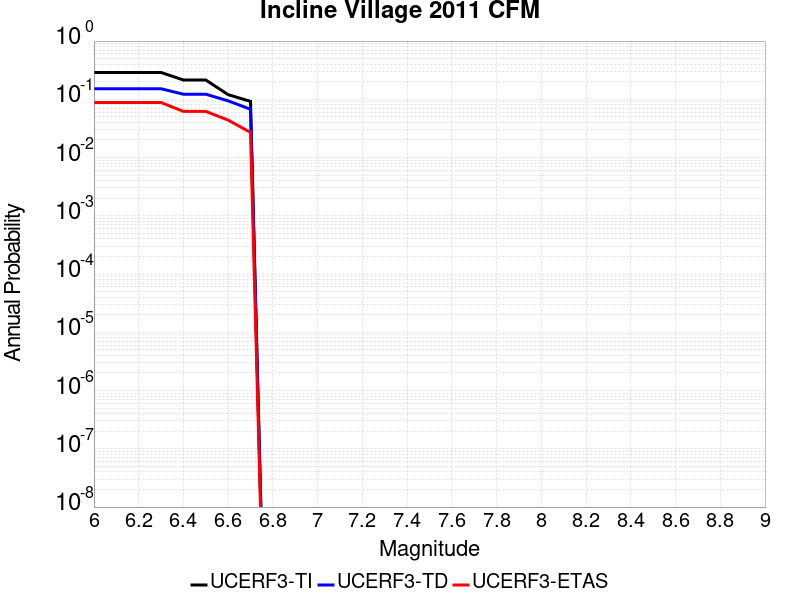 Incline Village 2011 CFM
10^0
10^-1
10^-2
10^-3
10^-4
10^-5
10^-6
10^-7
10^-8
Annual Probability
6 6.2 6.4 6.6 6.8 7 7.2 7.4 7.6 7.8 8 8.2 8.4 8.6 8.8 9
Magnitude
UCERF3-TI UCERF3-TD UCERF3-ETAS